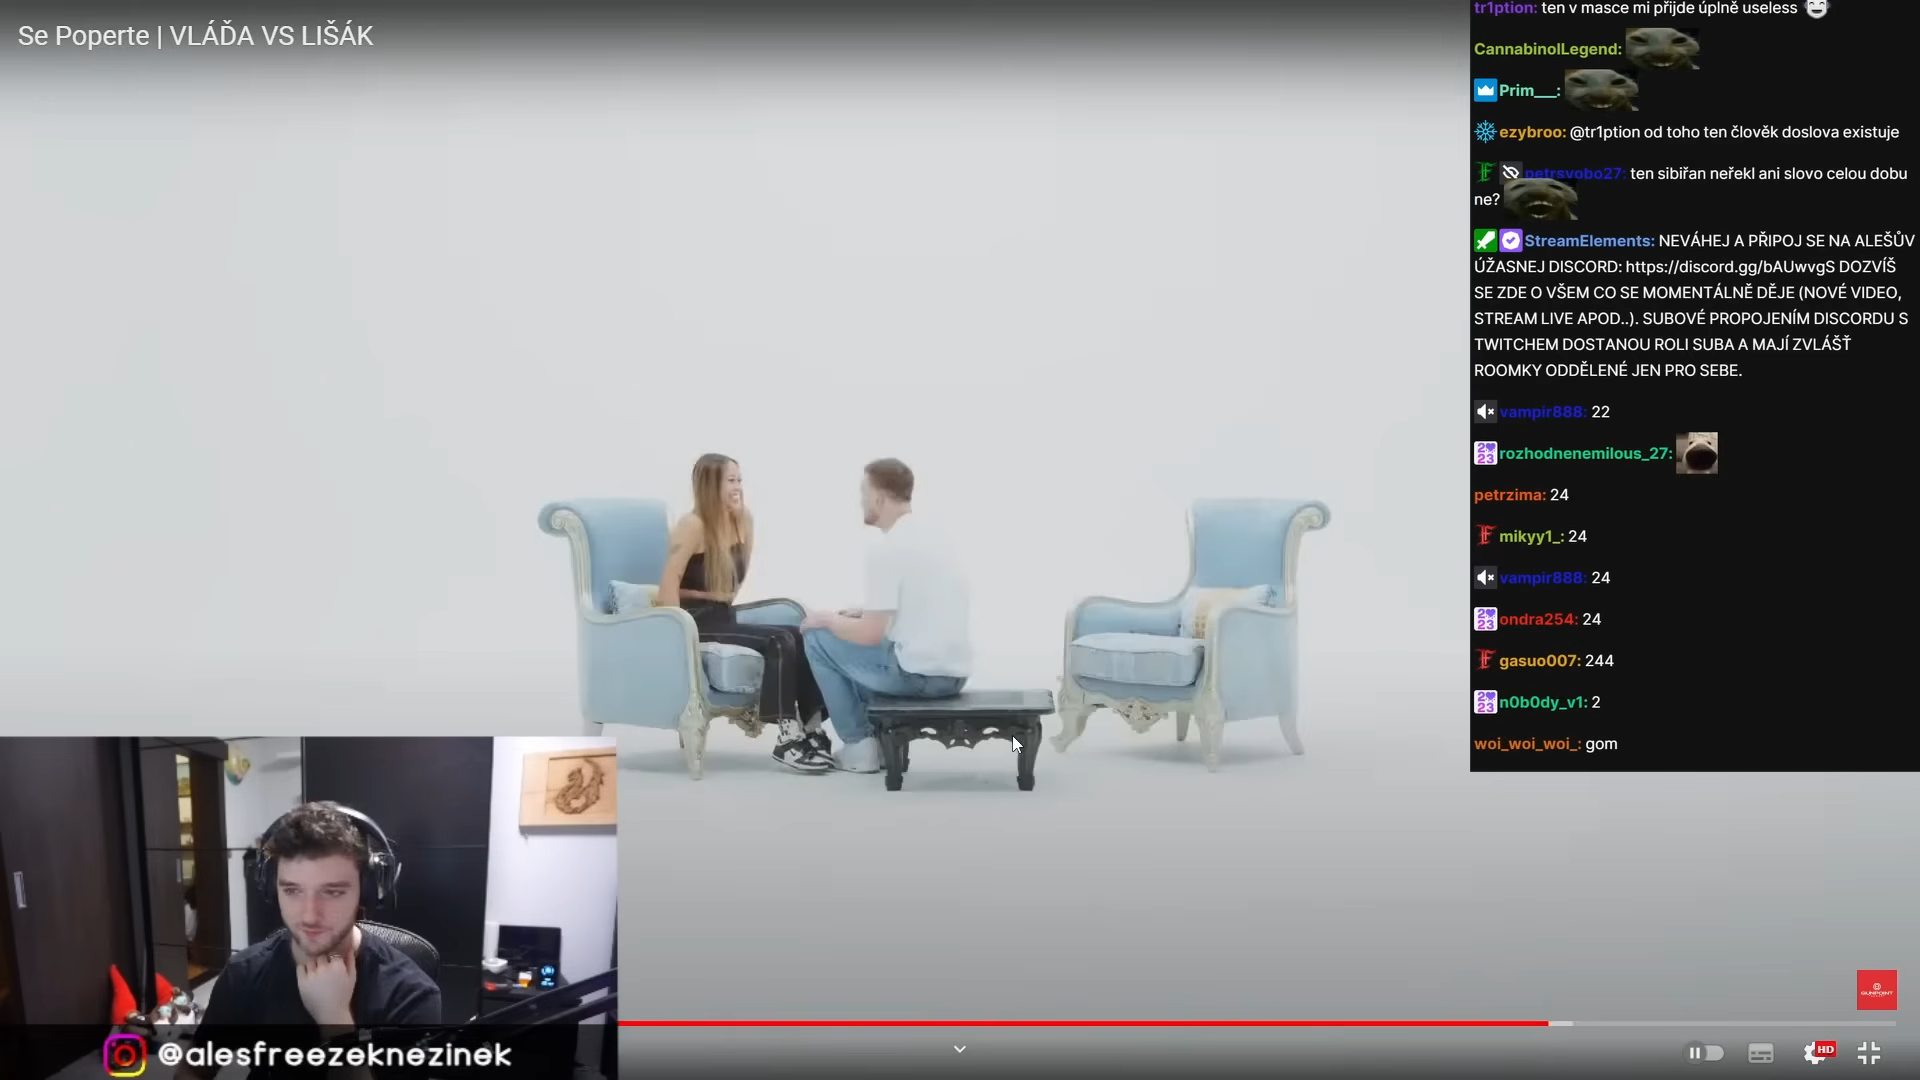 Se Poperte | VLÁĎA VS LIŠÁK
tr1ption: ten v masce mi přijde úplně useless
CannabinolLegend:
Prim___:
ezybroo: @tr1ption od toho ten člověk doslova existuje
petrsvobo27: ten sibiřan neřekl ani slovo celou dobu
ne?
StreamElements: NEVÁHEJ A PŘIPOJ SE NA ALEŠŮV
ÚŽASNEJ DISCORD: https://discord.gg/bAUwvgS DOZVÍŠ
SE ZDE O VŠEM CO SE MOMENTÁLNĚ DĚJE (NOVÉ VIDEO,
STREAM LIVE APOD..). SUBOVÉ PROPOJENÍM DISCORDU S
TWITCHEM DOSTANOU ROLI SUBA A MAJÍ ZVLÁŠŤ
ROOMKY ODDĚLENÉ JEN PRO SEBE.
vampir888: 22
rozhodnenemilous_27:
petrzima: 24
mikyy1_: 24
vampir888: 24
ondra254: 24
gasuo007: 244
n0b0dy_v1: 2
woi_woi_woi_: gom
GUNPOINT
HD
@alesfreezeknezinek